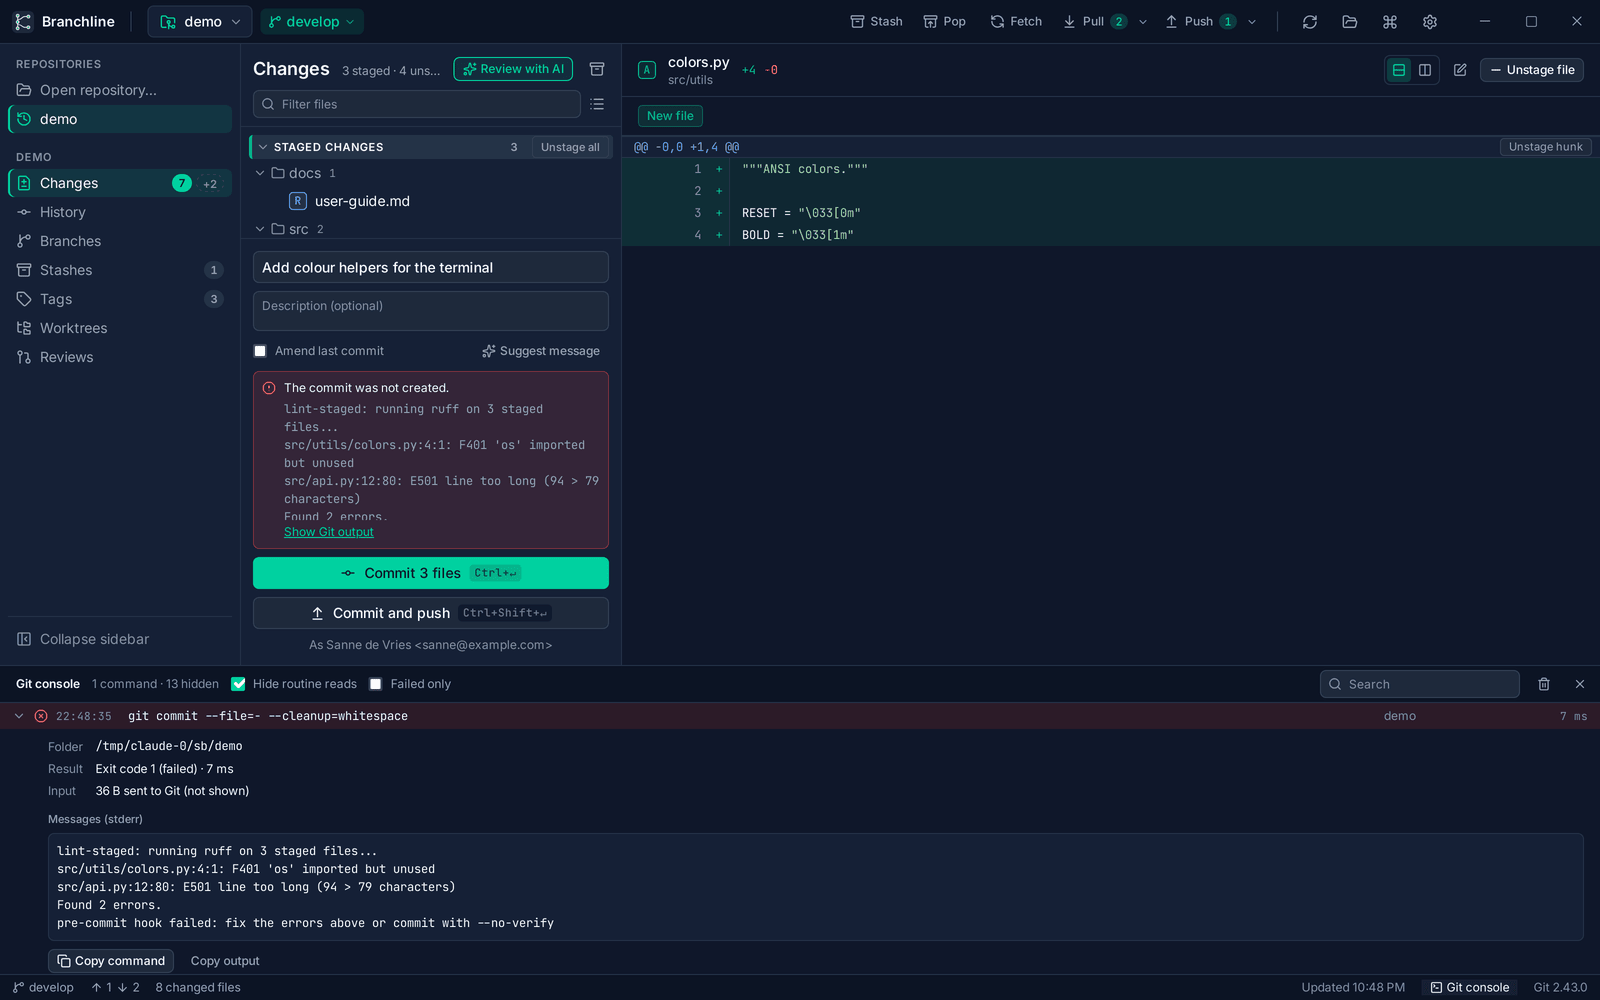 Branchline
demo
develop
Stash
Pop
Fetch
Pull 2
Push 1
REPOSITORIES
Open repository...
demo
DEMO
Changes 7 +2
History
Branches
Stashes 1
Tags 3
Worktrees
Reviews
Collapse sidebar
Changes 3 staged · 4 uns... Review with AI
Filter files
STAGED CHANGES 3 Unstage all
docs 1
R user-guide.md
src 2
Add colour helpers for the terminal
Description (optional)
Amend last commit Suggest message
The commit was not created.
lint-staged: running ruff on 3 staged
files...
src/utils/colors.py:4:1: F401 'os' imported
but unused
src/api.py:12:80: E501 line too long (94 > 79
characters)
Found 2 errors.
Show Git output
Commit 3 files Ctrl+↵
Commit and push Ctrl+Shift+↵
As Sanne de Vries <sanne@example.com>
A colors.py +4 -0
src/utils
Unstage file
New file
@@ -0,0 +1,4 @@ Unstage hunk
1 + """ANSI colors."""
2 +
3 + RESET = "\033[0m"
4 + BOLD = "\033[1m"
Git console 1 command · 13 hidden Hide routine reads Failed only Search
22:48:35 git commit --file=- --cleanup=whitespace demo 7 ms
Folder /tmp/claude-0/sb/demo
Result Exit code 1 (failed) · 7 ms
Input 36 B sent to Git (not shown)
Messages (stderr)
lint-staged: running ruff on 3 staged files...
src/utils/colors.py:4:1: F401 'os' imported but unused
src/api.py:12:80: E501 line too long (94 > 79 characters)
Found 2 errors.
pre-commit hook failed: fix the errors above or commit with --no-verify
Copy command Copy output
develop ↑ 1 ↓ 2 8 changed files Updated 10:48 PM Git console Git 2.43.0